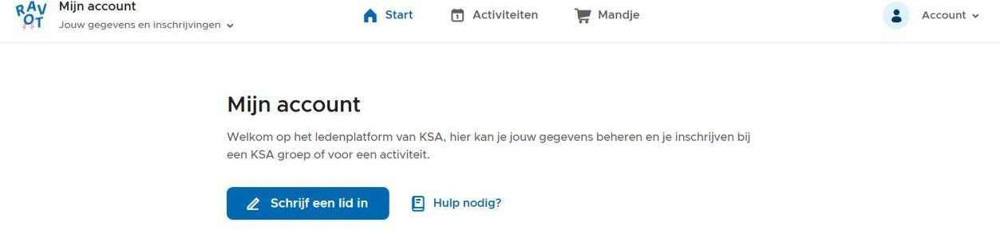 RAV
OT
Mijn account
Jouw gegevens en inschrijvingen
Start
Activiteiten
Mandje
Account
Mijn account
Welkom op het ledenplatform van KSA, hier kan je jouw gegevens beheren en je inschrijven bij
een KSA groep of voor een activiteit.
Schrijf een lid in
Hulp nodig?